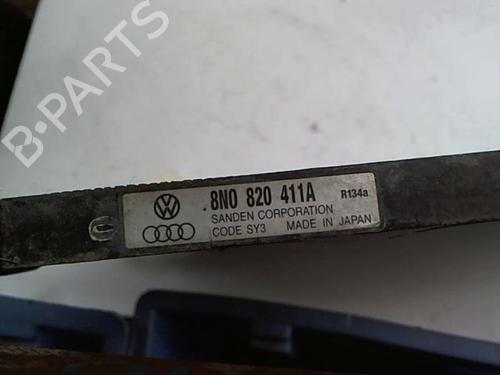 B-PARTS
8N0 820 411A R134a
SANDEN CORPORATION
CODE SY3 MADE IN JAPAN